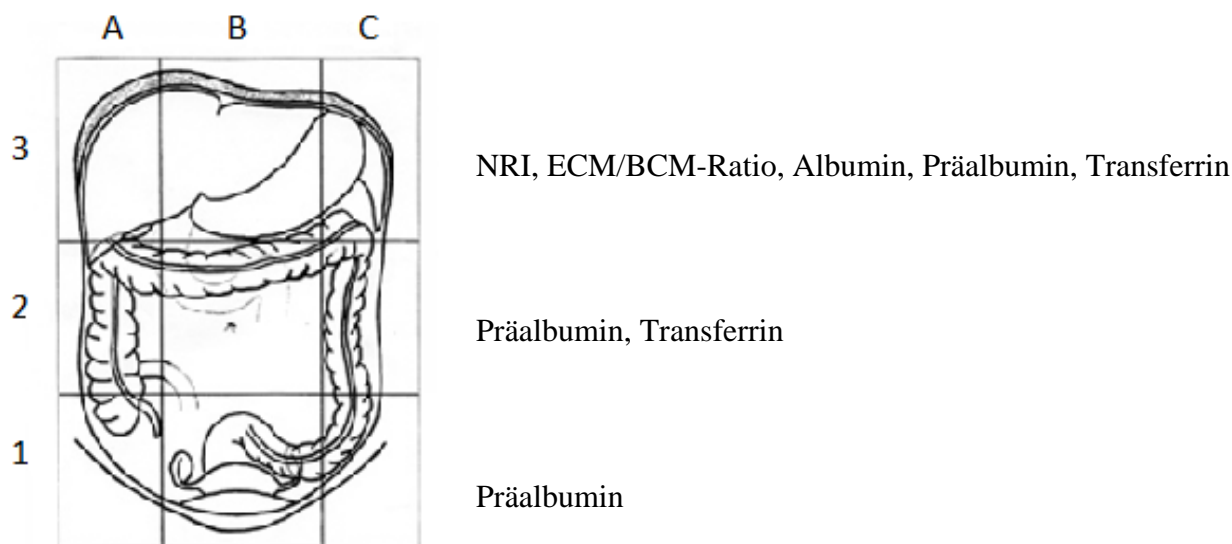 A B C
3 NRI, ECM/BCM-Ratio, Albumin, Präalbumin, Transferrin
2 Präalbumin, Transferrin
1 Präalbumin